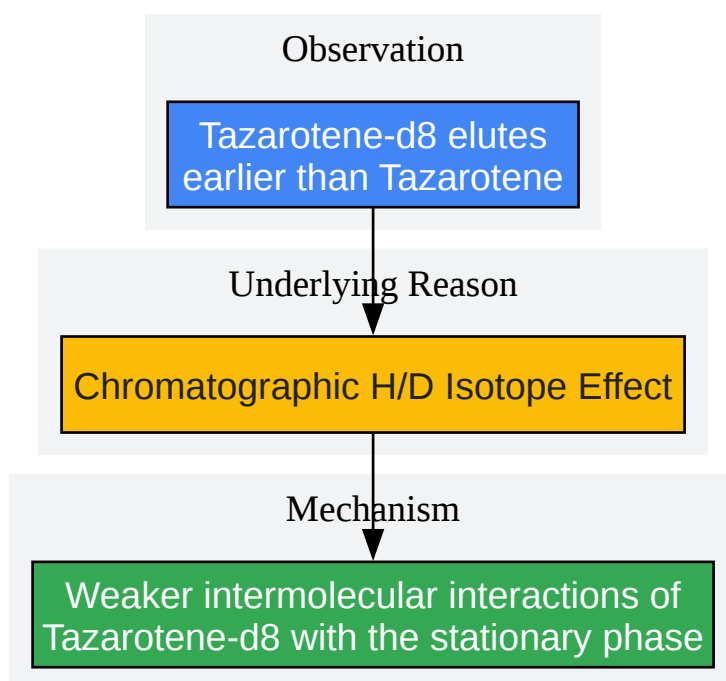 Observation
Tazarotene-d8 elutes
earlier than Tazarotene
Underlying Reason
Chromatographic H/D Isotope Effect
Mechanism
Weaker intermolecular interactions of
Tazarotene-d8 with the stationary phase